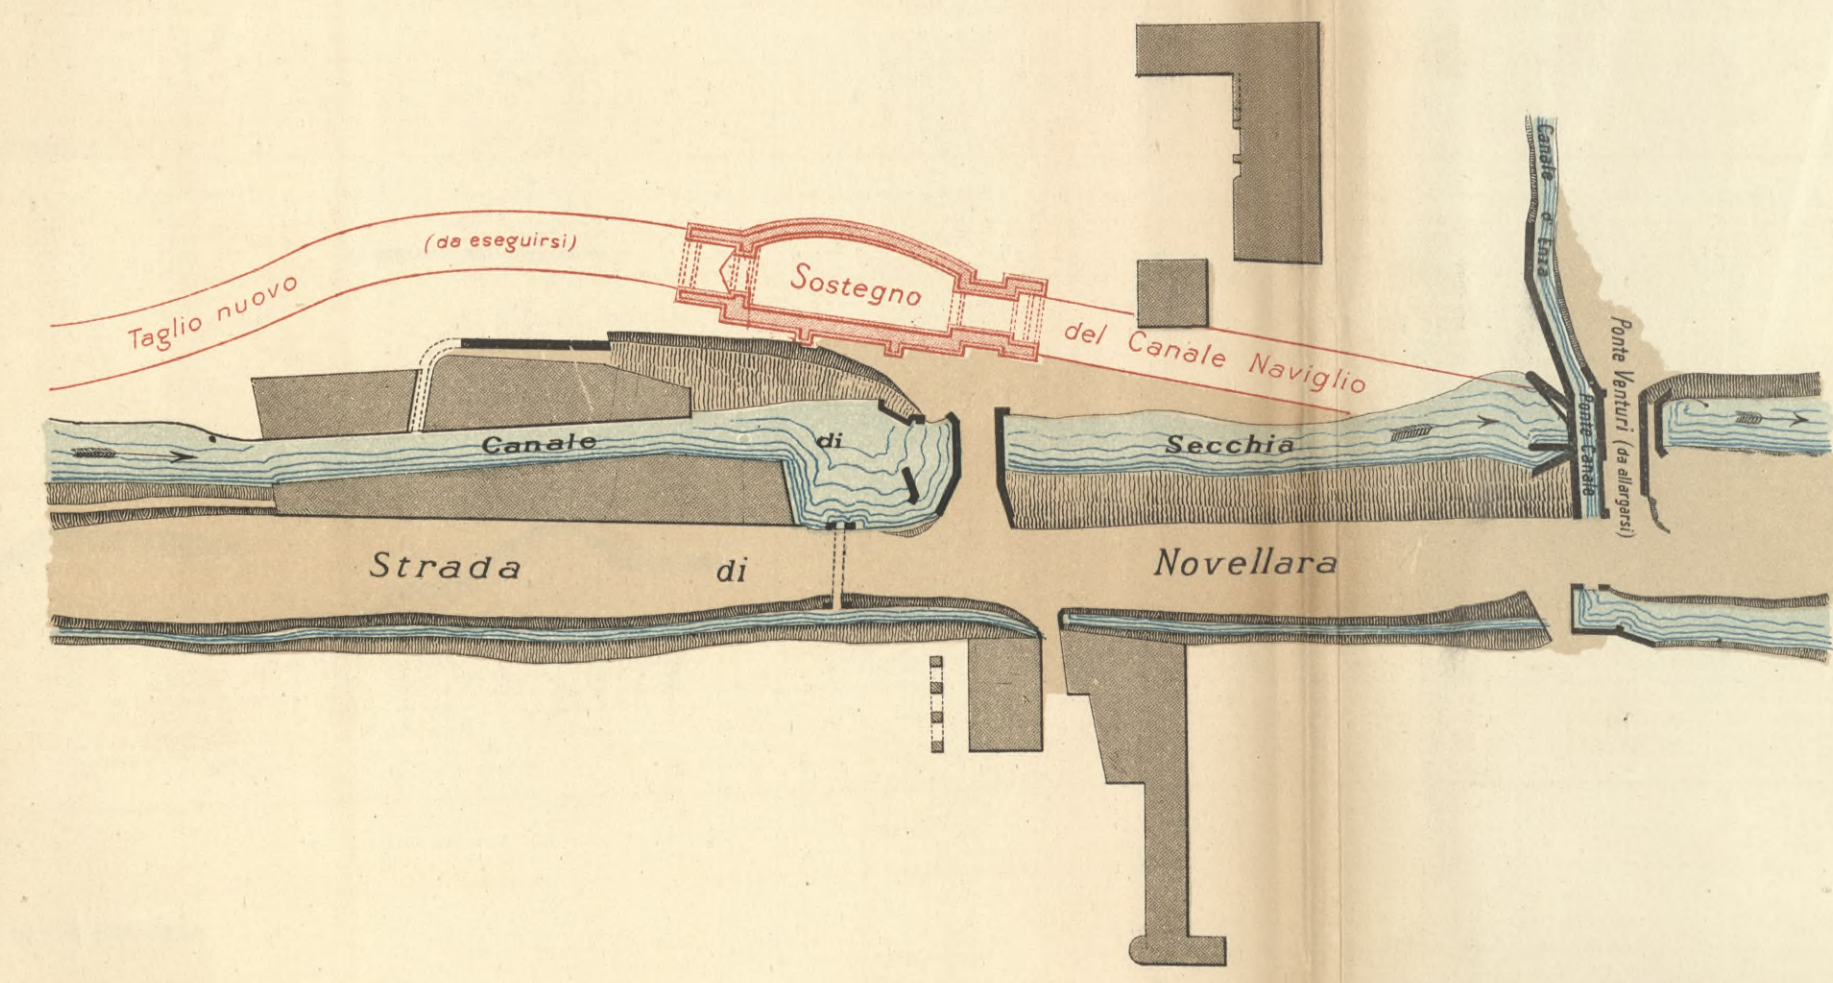 Taglio nuovo
(da eseguirsi)
Sostegno
del Canale Naviglio
Canale di Secchia
Strada di Novellara
Canale d'Enza
Ponte Canale
Ponte Venturi (da allargarsi)